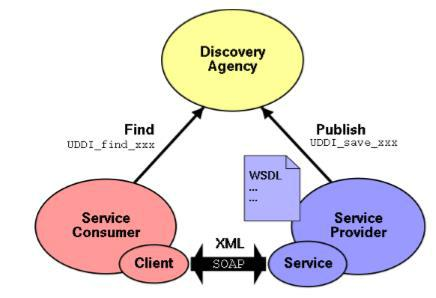 Discovery
Agency
Find
UDDI_find_xxx
Publish
UDDI_save_xxx
WSDL
...
...
Service
Consumer
Client
XML
SOAP
Service
Provider
Service